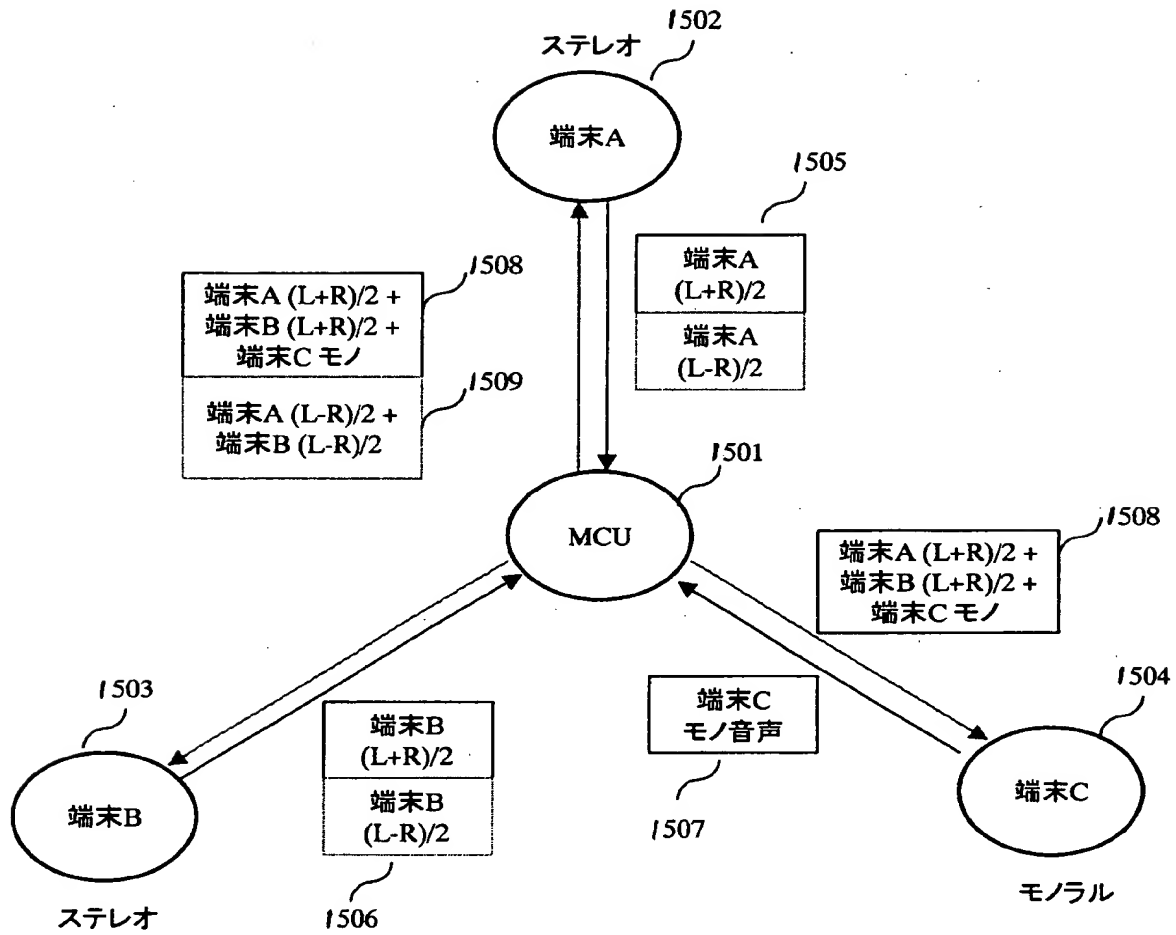 1502
ステレオ
端末A
1505
端末A
(L+R)/2
端末A
(L-R)/2
1508
端末A (L+R)/2 +
端末B (L+R)/2 +
端末C モノ
1509
端末A (L-R)/2 +
端末B (L-R)/2
1501
MCU
1508
端末A (L+R)/2 +
端末B (L+R)/2 +
端末C モノ
1503
端末B
ステレオ
端末B
(L+R)/2
端末B
(L-R)/2
1506
端末C
モノ音声
1507
1504
端末C
モノラル